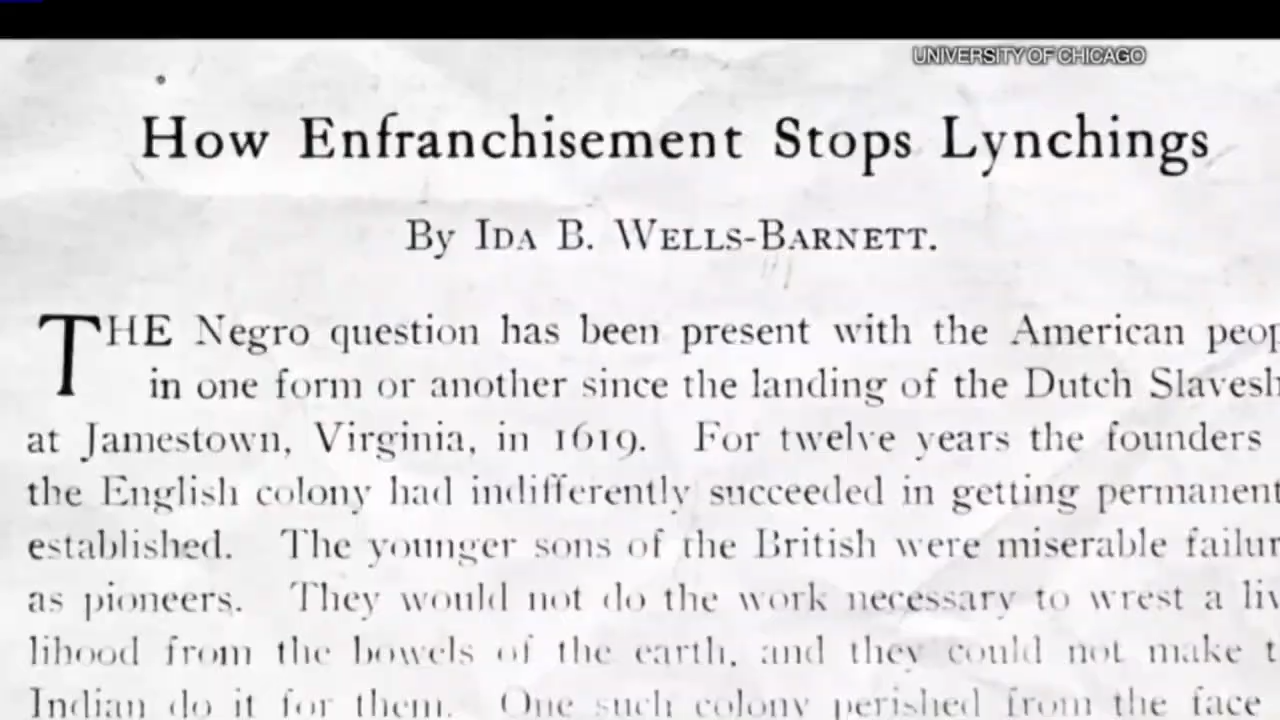 UNIVERSITY OF CHICAGO
How Enfranchisement Stops Lynchings
By IDA B. WELLS-BARNETT.
THE Negro question has been present with the American peop
in one form or another since the landing of the Dutch Slavesh
at Jamestown, Virginia, in 1619. For twelve years the founders
the English colony had indifferently succeeded in getting permanent
established. The younger sons of the British were miserable failur
as pioneers. They would not do the work necessary to wrest a liv
lihood from the bowels of the earth, and they could not make t
Indian do it for them. One such colony perished from the face